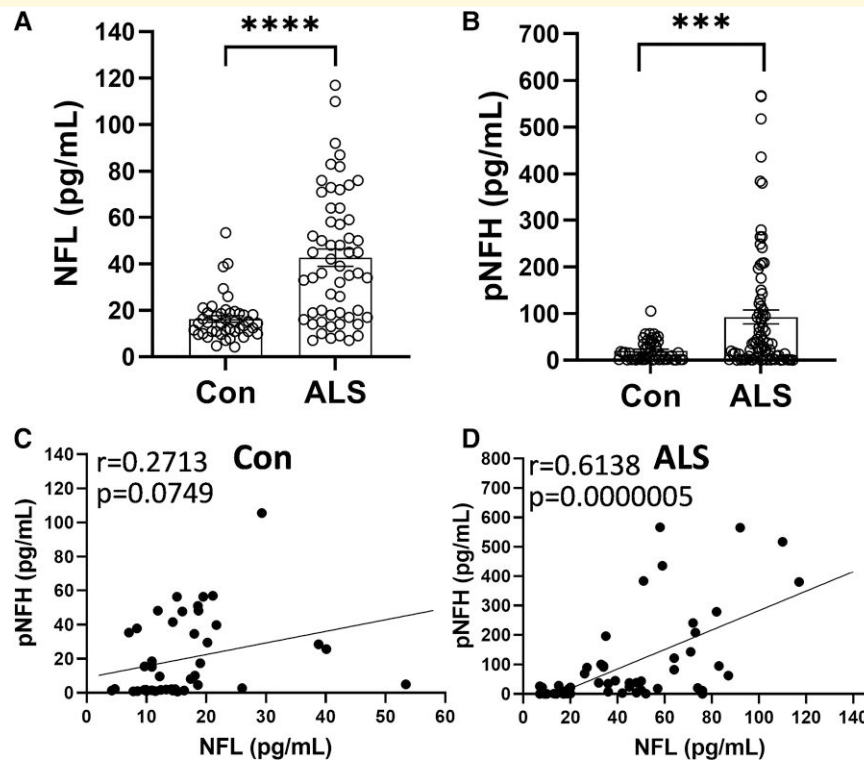 A
****
NFL (pg/mL)
140
120
100
80
60
40
20
0
Con ALS
B
***
pNFH (pg/mL)
700
600
500
400
300
200
100
0
Con ALS
C
r=0.2713
p=0.0749
Con
pNFH (pg/mL)
140
120
100
80
60
40
20
0
0 10 20 30 40 50 60
NFL (pg/mL)
D
r=0.6138
p=0.0000005
ALS
pNFH (pg/mL)
800
700
600
500
400
300
200
100
0
0 20 40 60 80 100 120 140
NFL (pg/mL)